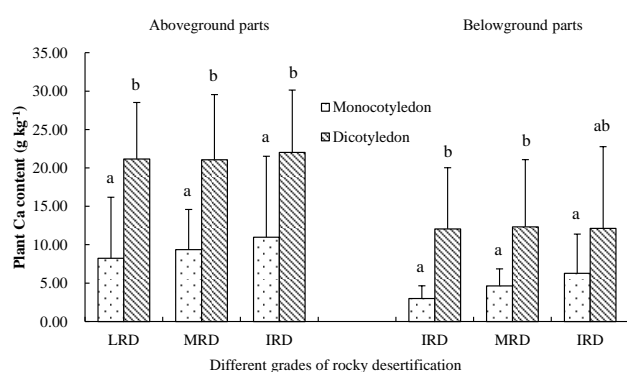 Aboveground parts
Belowground parts
35.00
30.00
25.00
20.00
15.00
10.00
5.00
0.00
Plant Ca content (g kg-1)
Monocotyledon
Dicotyledon
a
b
a
b
a
b
a
b
a
b
a
ab
LRD
MRD
IRD
IRD
MRD
IRD
Different grades of rocky desertification